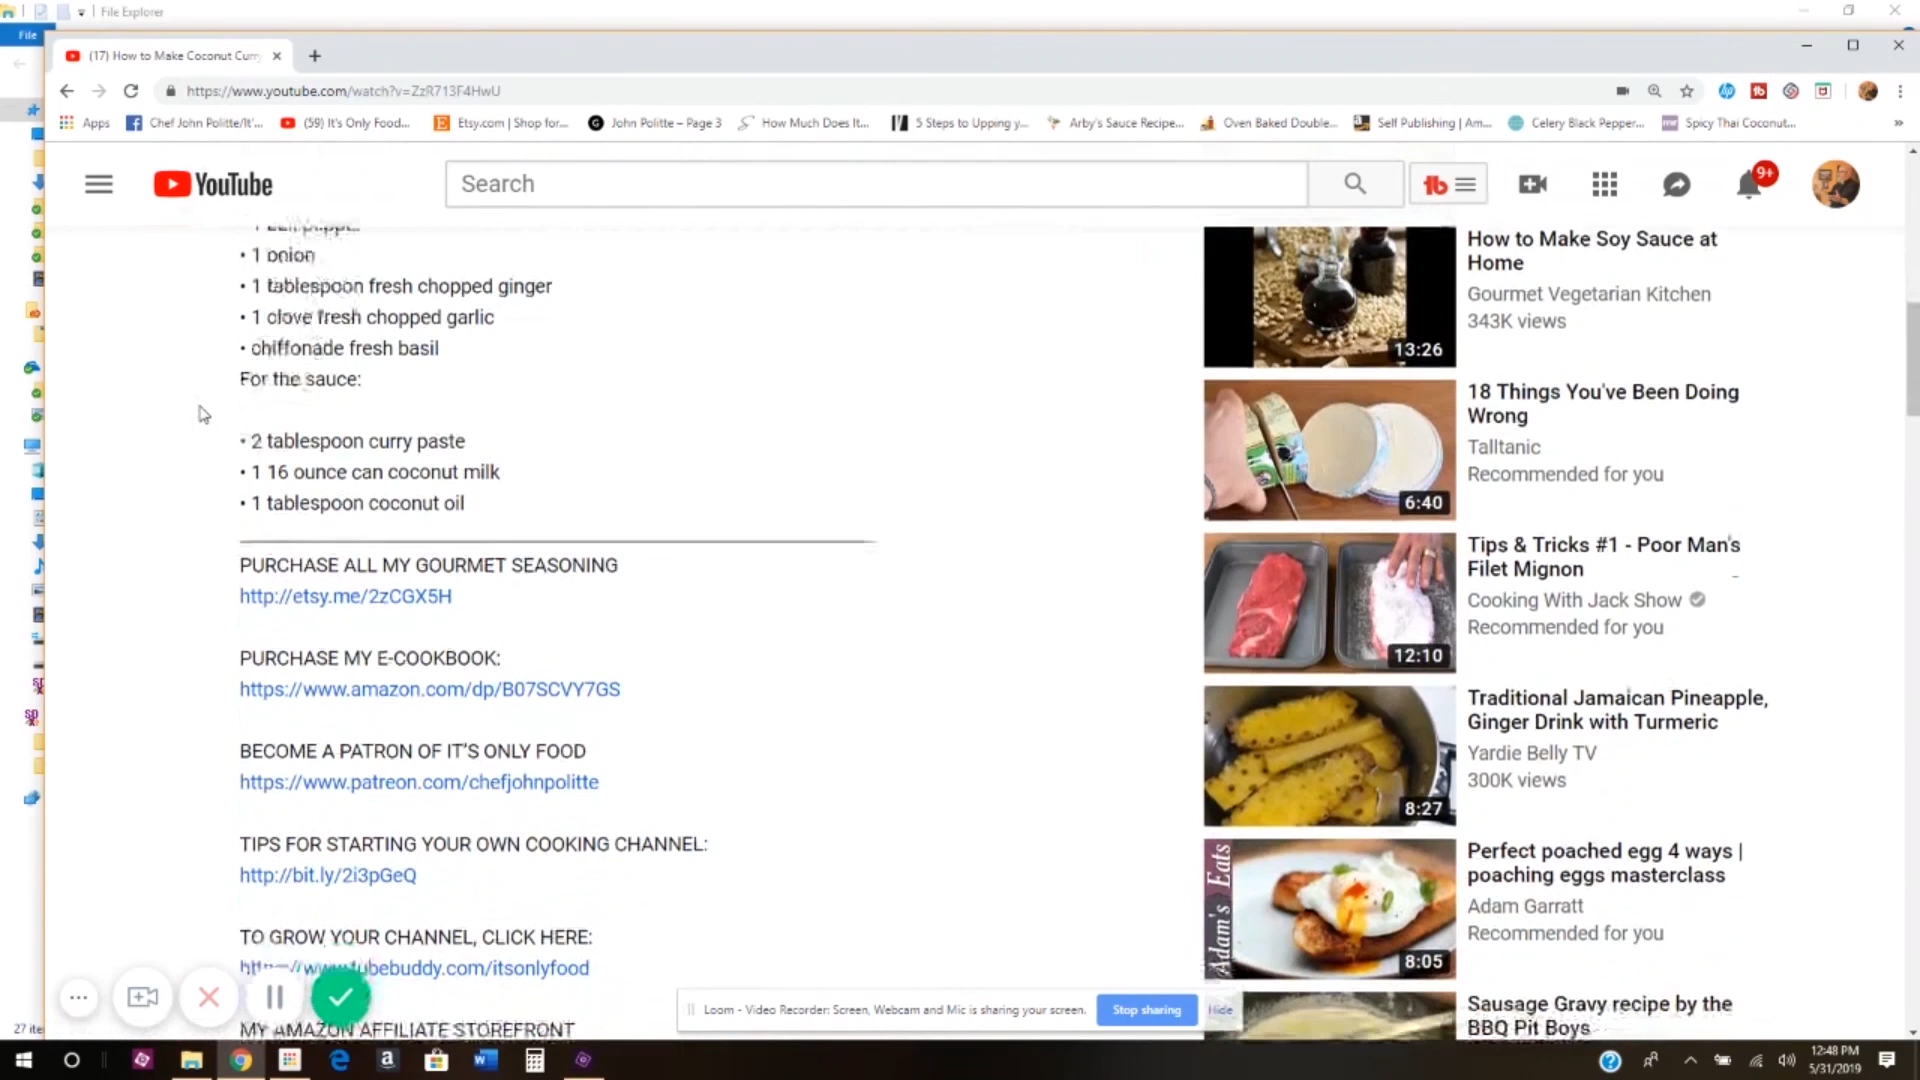 File Explorer
File
(17) How to Make Coconut Curry
https://www.youtube.com/watch?v=ZzR713F4HwU
Apps
Chef John Politte/It'...
(59) It's Only Food...
Etsy.com | Shop for...
John Politte – Page 3
How Much Does It...
5 Steps to Upping y...
Arby's Sauce Recipe...
Oven Baked Double...
Self Publishing | Am...
Celery Black Pepper...
Spicy Thai Coconut...
YouTube
Search
9+
• 1 onion
• 1 tablespoon fresh chopped ginger
• 1 clove fresh chopped garlic
• chiffonade fresh basil
For the sauce:
• 2 tablespoon curry paste
• 1 16 ounce can coconut milk
• 1 tablespoon coconut oil
PURCHASE ALL MY GOURMET SEASONING
http://etsy.me/2zCGX5H
PURCHASE MY E-COOKBOOK:
https://www.amazon.com/dp/B07SCVY7GS
BECOME A PATRON OF IT'S ONLY FOOD
https://www.patreon.com/chefjohnpolitte
TIPS FOR STARTING YOUR OWN COOKING CHANNEL:
http://bit.ly/2i3pGeQ
TO GROW YOUR CHANNEL, CLICK HERE:
MY AMAZON AFFILIATE STOREFRONT
How to Make Soy Sauce at
Home
Gourmet Vegetarian Kitchen
343K views
13:26
18 Things You've Been Doing
Wrong
Talltanic
Recommended for you
6:40
Tips & Tricks #1 - Poor Man's
Filet Mignon
Cooking With Jack Show
Recommended for you
12:10
Traditional Jamaican Pineapple,
Ginger Drink with Turmeric
Yardie Belly TV
300K views
8:27
Perfect poached egg 4 ways |
poaching eggs masterclass
Adam Garratt
Recommended for you
Adam's Eats
8:05
Sausage Gravy recipe by the
BBQ Pit Boys
Loom - Video Recorder: Screen, Webcam and Mic is sharing your screen.
Stop sharing
Hide
27 ite
12:48 PM
5/31/2019